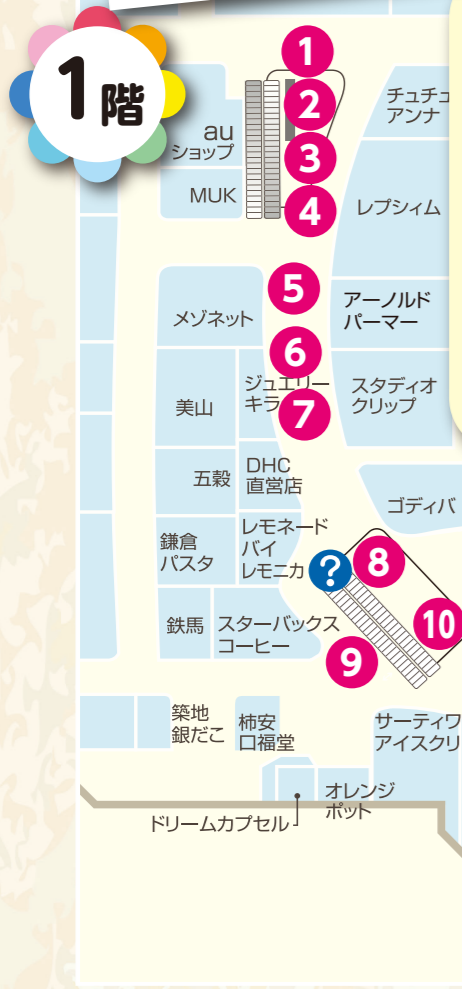 1階
1
2
3
4
チュチュ
アンナ
au
ショップ
MUK
レプシィム
5
メゾネット
アーノルド
パーマー
6
ジュエリー
キラ
7
美山
スタディオ
クリップ
五穀
DHC
直営店
ゴディバ
鎌倉
パスタ
レモネード
バイ
レモニカ
?
8
鉄馬
スターバックス
コーヒー
9
10
築地
銀だこ
柿安
口福堂
サーティワ
アイスクリ
オレンジ
ポット
ドリームカプセル